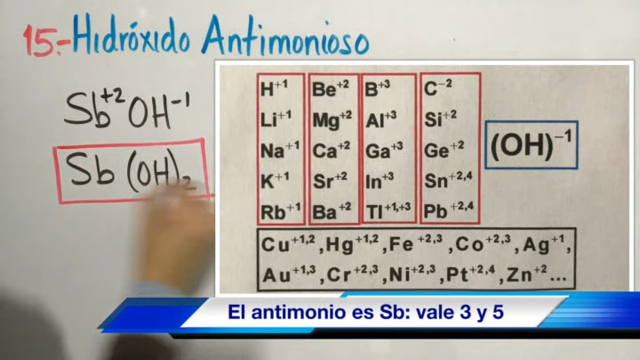 15.- Hidróxido Antimonioso
Sb+2 OH-1
Sb (OH)2
H+1 Be+2 B+3 C-2
Li+1 Mg+2 Al+3 Si+2
Na+1 Ca+2 Ga+3 Ge+2
K+1 Sr+2 In+3 Sn+2,4
Rb+1 Ba+2 Tl+1,+3 Pb+2,4
(OH)-1
Cu+1,2,Hg+1,2,Fe+2,3,Co+2,3,Ag+1,
Au+1,3,Cr+2,3,Ni+2,3,Pt+2,4,Zn+2...
El antimonio es Sb: vale 3 y 5